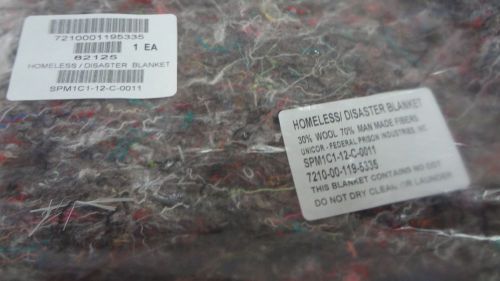 7210001195335
1 EA
82125
HOMELESS/DISASTER BLANKET
SPM1C1-12-C-0011
HOMELESS/ DISASTER BLANKET
30% WOOL 70% MAN MADE FIBERS
UNICOR - FEDERAL PRISON INDUSTRIES, INC.
SPM1C1-12-C-0011
7210-00-119-5335
THIS BLANKET CONTAINS NO DDT
DO NOT DRY CLEAN OR LAUNDER